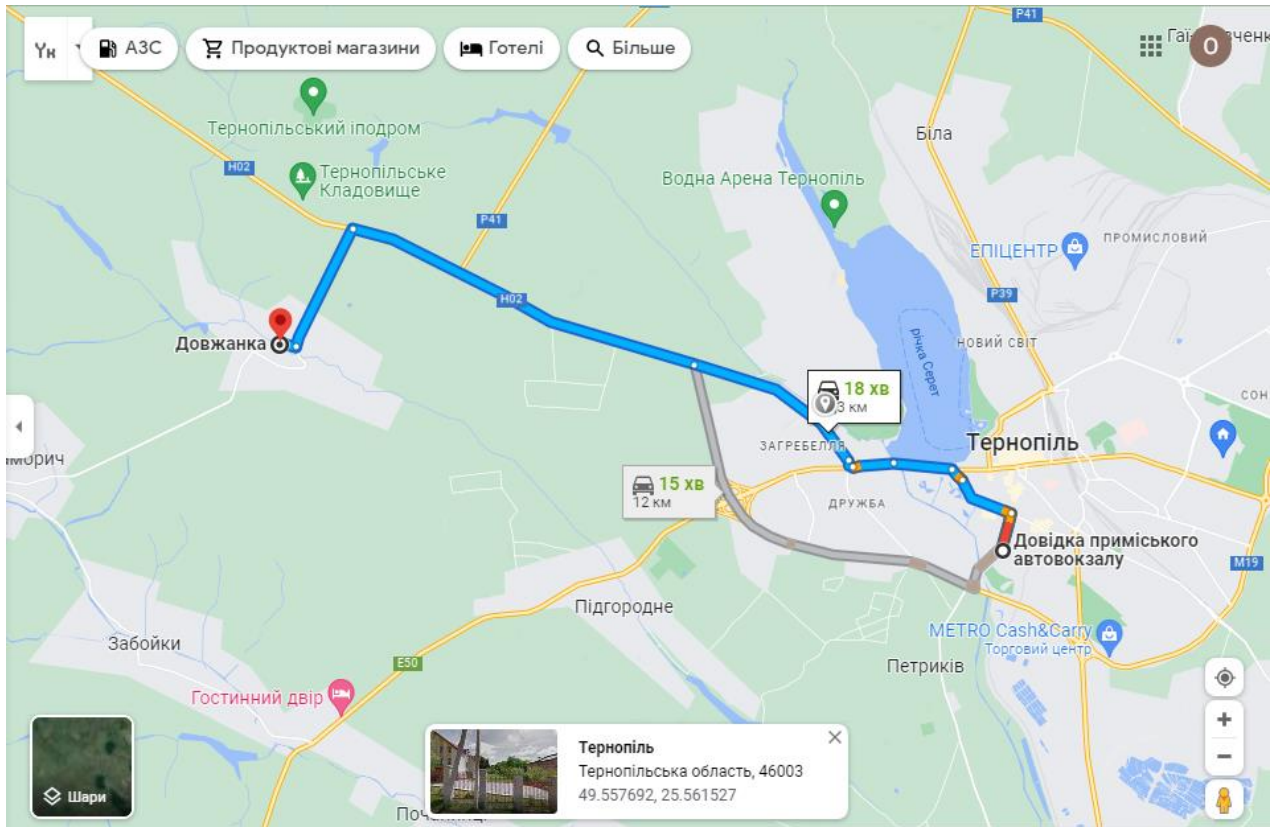 P41
Ук
АЗС
Продуктові магазини
Готелі
Більше
О
Тернопільський іподром
H02
Тернопільське
Кладовище
P41
Біла
Водна Арена Тернопіль
ПРОМИСЛОВИЙ
ЕПІЦЕНТР
P39
H02
Довжанка
річка Серет
НОВИЙ СВІТ
18 хв
3 км
СОН
ЗАГРЕБЕЛЛЯ
Тернопіль
морич
15 хв
12 км
ДРУЖБА
Довідка приміського
автовокзалу
M19
Підгородне
METRO Cash&Carry
Торговий центр
Забойки
E50
Петриків
Гостинний двір
Тернопіль
Тернопільська область, 46003
49.557692, 25.561527
Шари